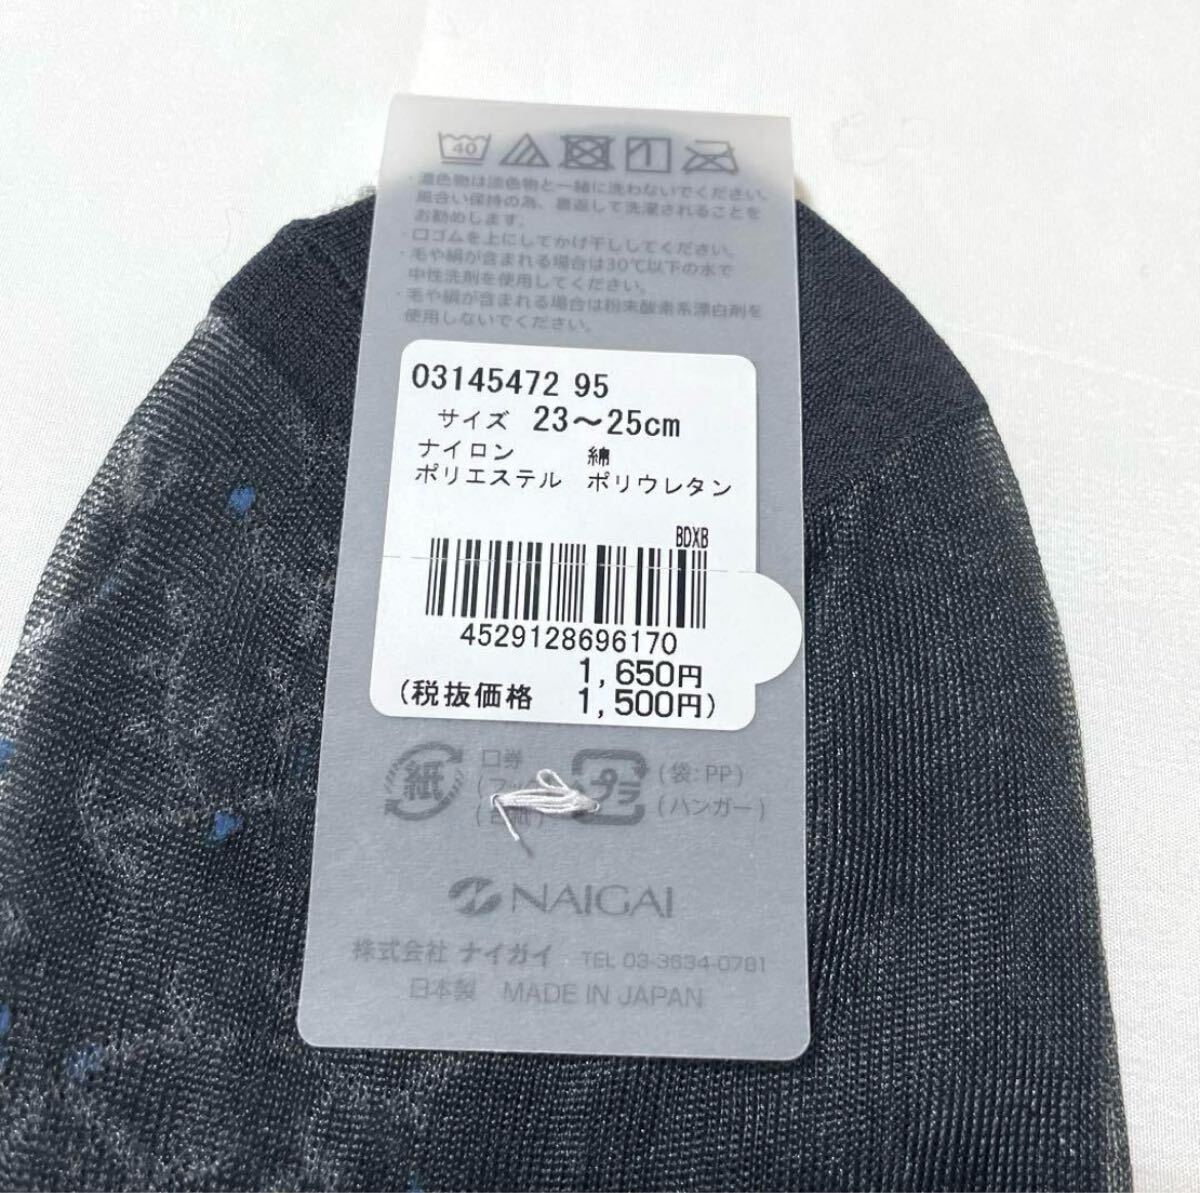 40
・濃色物は淡色物と一緒に洗わないでください。
風合い保持の為、裏返して洗濯されることを
お勧めします。
・口ゴムを上にしてかけ干ししてください。
・毛や絹が含まれる場合は30℃以下の水で
中性洗剤を使用してください。
・毛や絹が含まれる場合は粉末酸素系漂白剤を
使用しないでください。
03145472 95
サイズ 23～25cm
ナイロン 綿
ポリエステル ポリウレタン
BDXB
4529128696170
1,650円
(税抜価格 1,500円)
紙
口券
プラ
(袋:PP)
(ハンガー)
NAIGAI
株式会社 ナイガイ TEL 03-3634-0781
日本製 MADE IN JAPAN